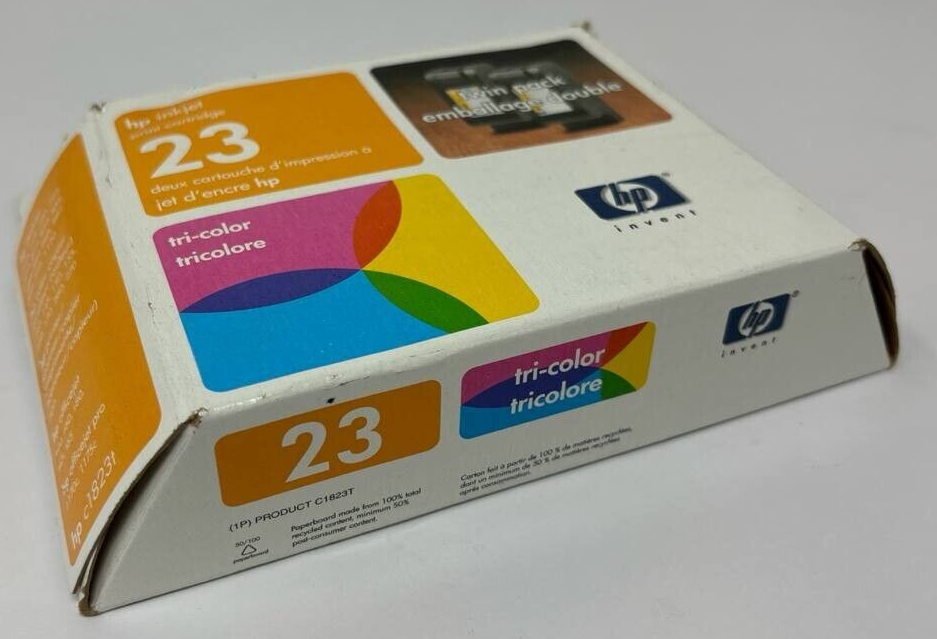 hp inkjet
print cartridge
23
deux cartouche d'impression à
jet d'encre hp
twin pack
emballage double
tri-color
tricolore
hp
invent
23
tri-color
tricolore
hp
invent
(1P) PRODUCT C1823T
50/100
paperboard
Paperboard made from 100% total
recycled content, minimum 50%
post-consumer content.
Carton fait à partir de 100 % de matières recyclées,
dont un minimum de 50 % de matières recyclées
après consommation.
hp c1823t